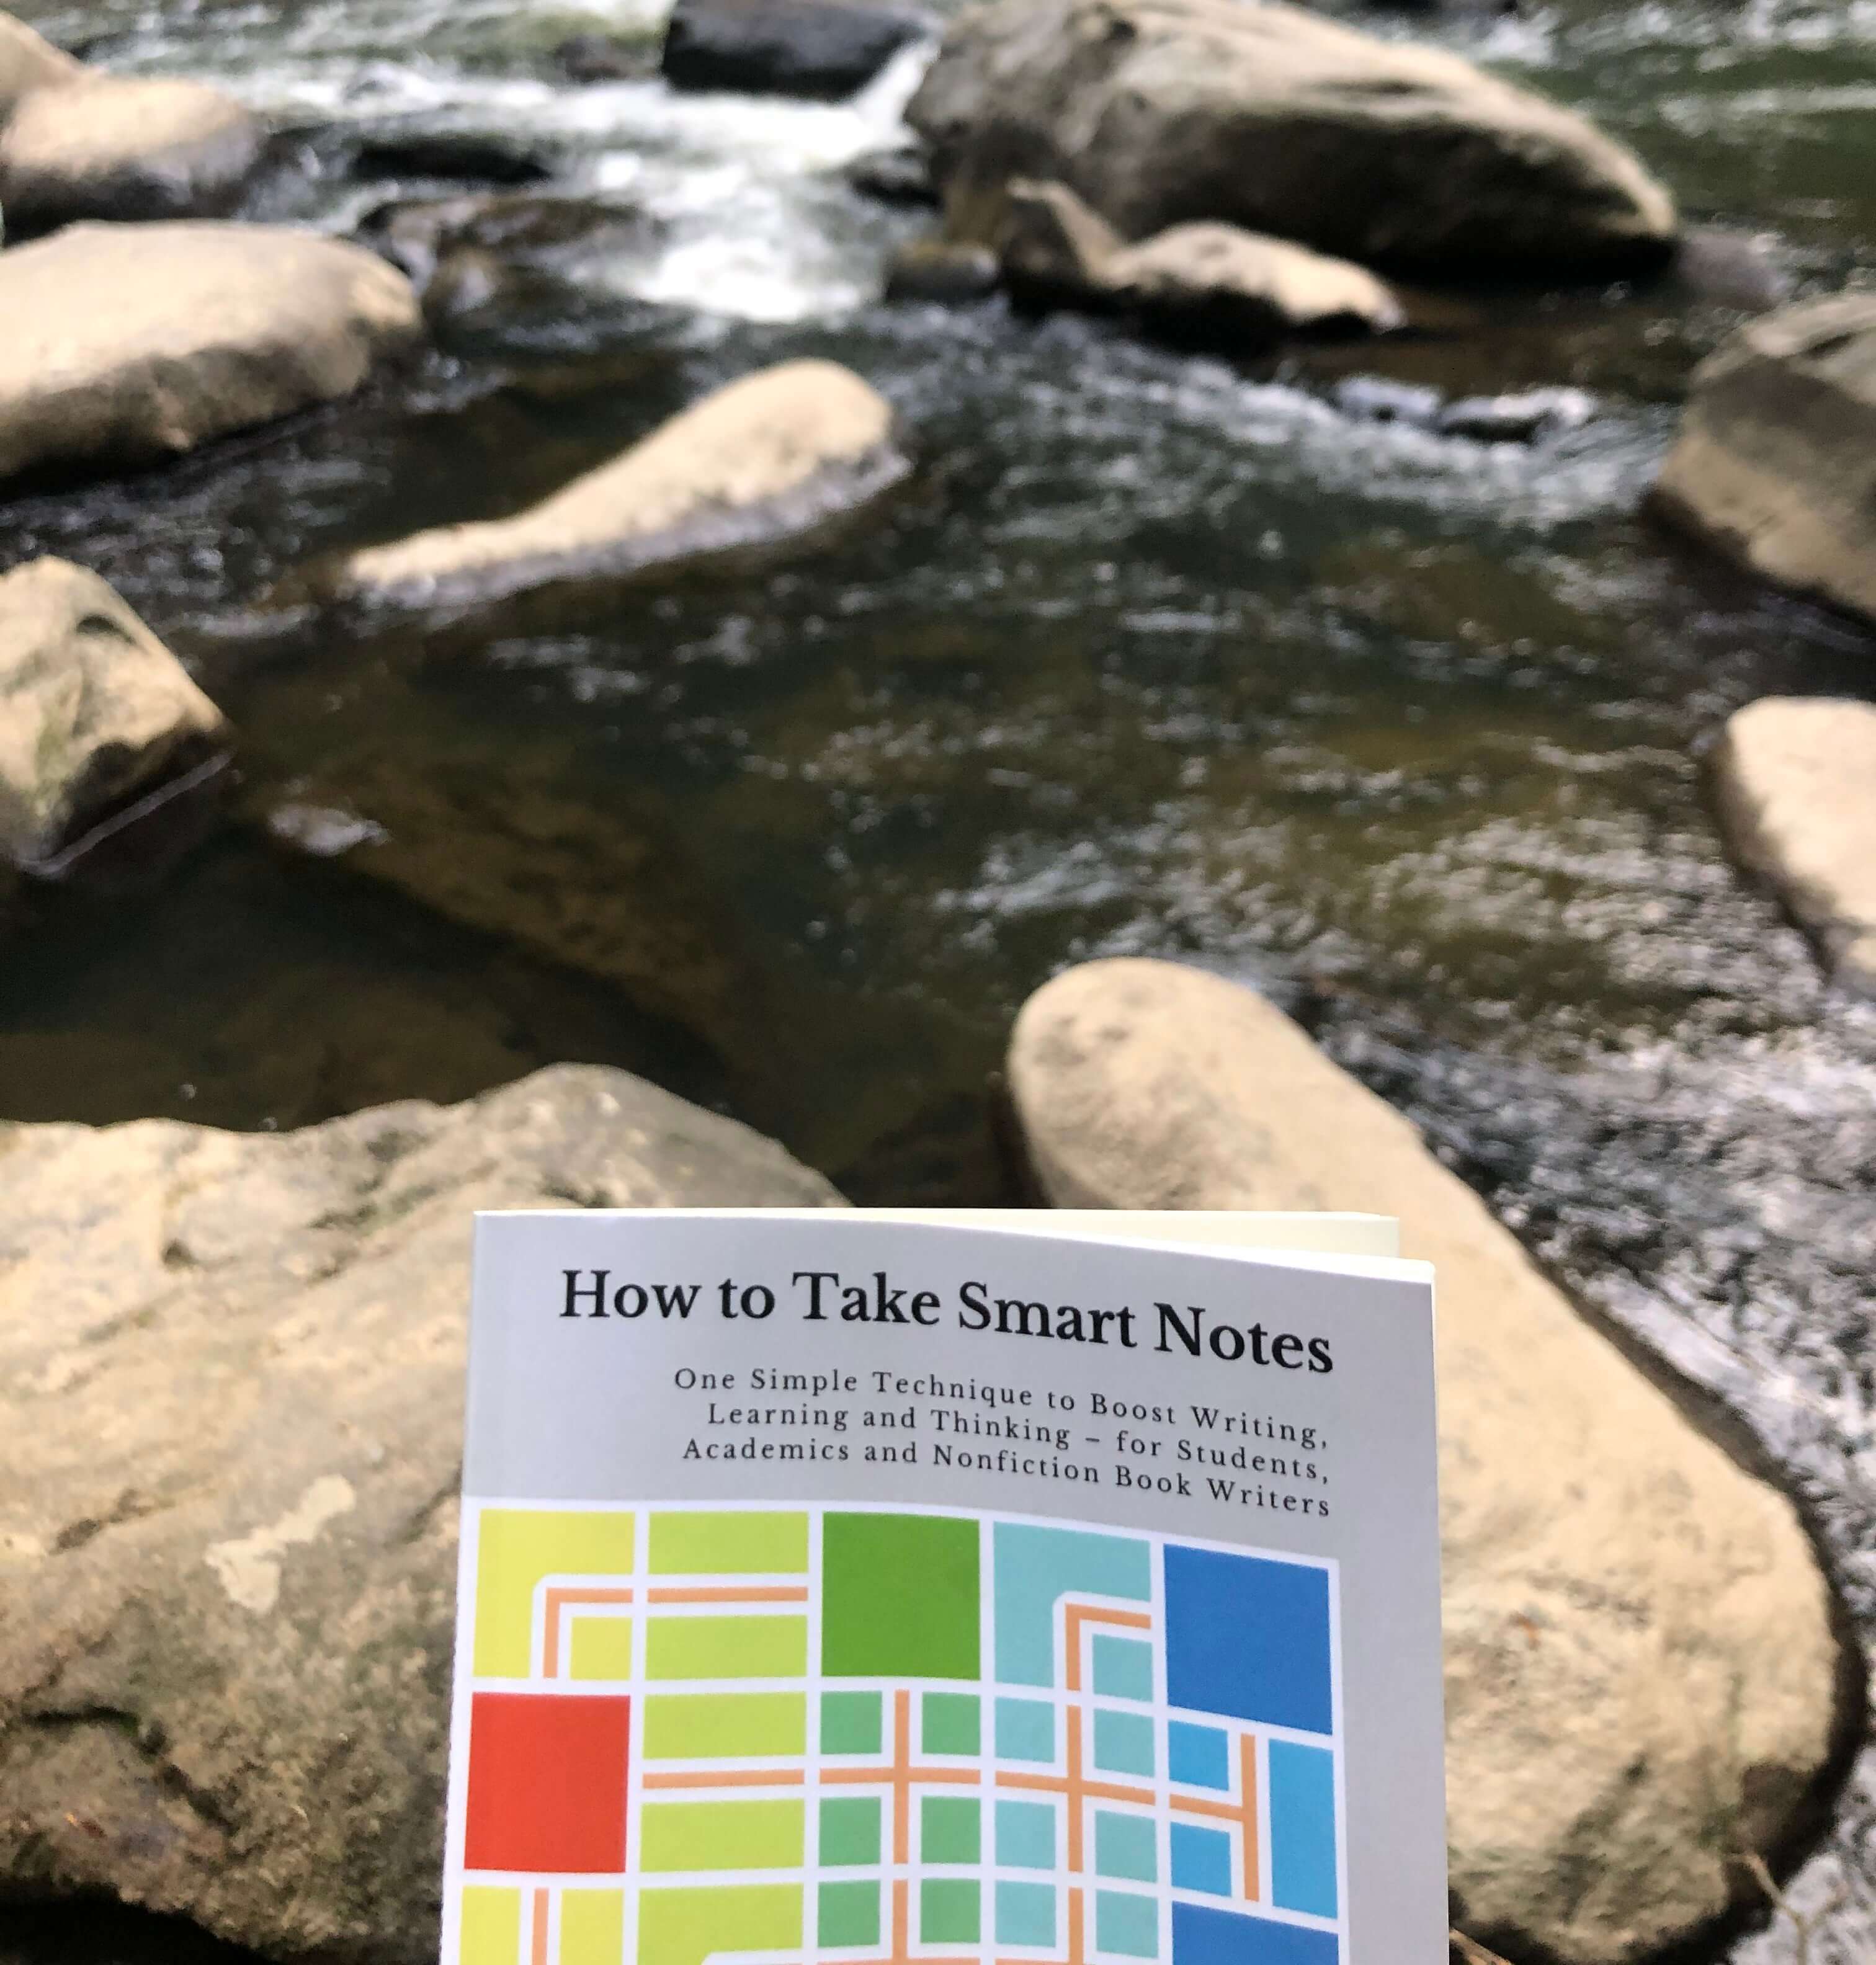 How to Take Smart Notes
One Simple Technique to Boost Writing,
Learning and Thinking – for Students,
Academics and Nonfiction Book Writers